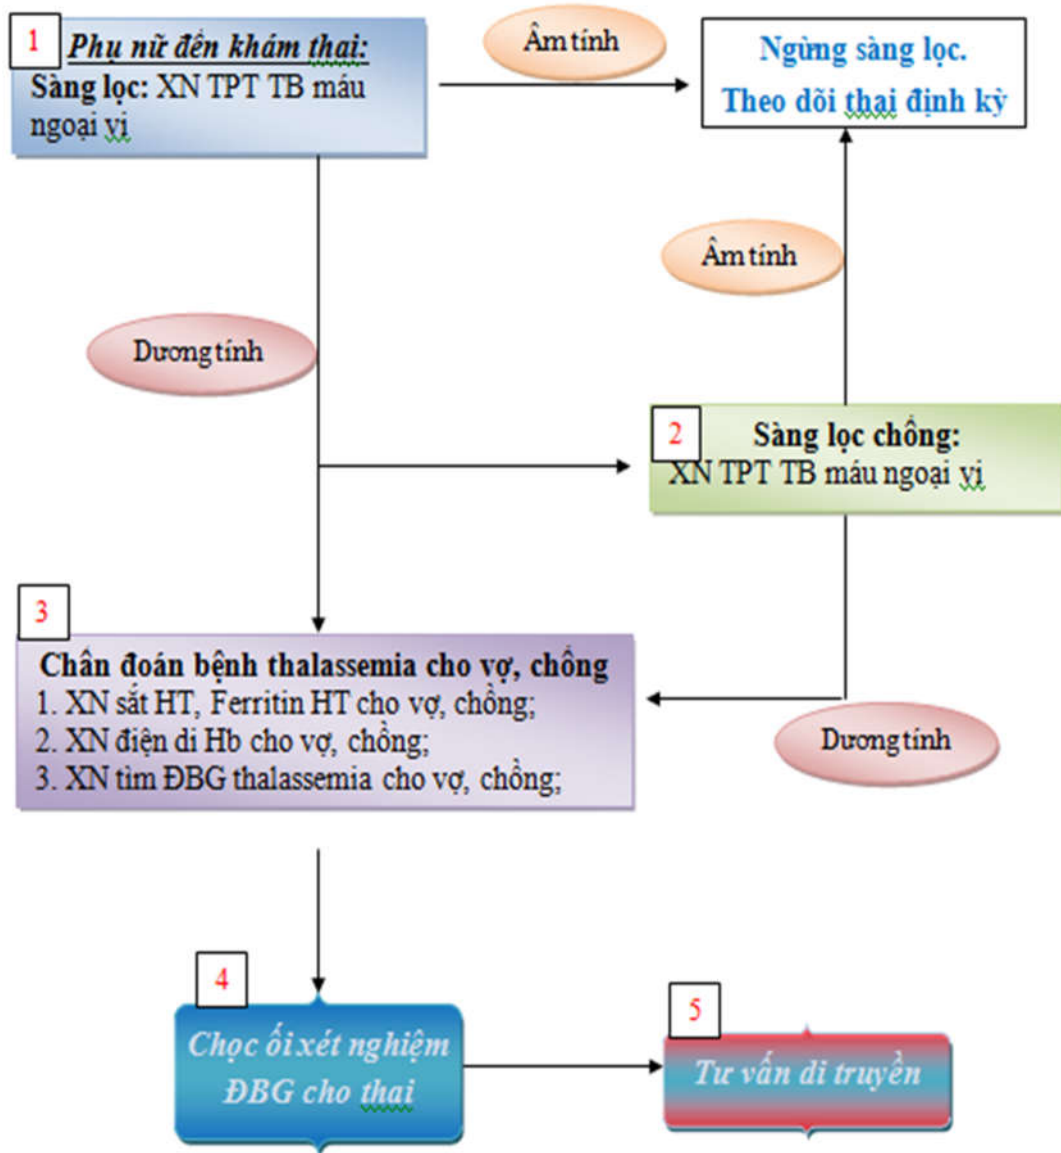 1
Phụ nữ đến khám thai:
Sàng lọc: XN TPT TB máu
ngoại vi
Âm tính
Ngừng sàng lọc.
Theo dõi thai định kỳ
Âm tính
Dương tính
2
Sàng lọc chồng:
XN TPT TB máu ngoại vi
3
Chẩn đoán bệnh thalassemia cho vợ, chồng
1. XN sắt HT, Ferritin HT cho vợ, chồng;
2. XN điện di Hb cho vợ, chồng;
3. XN tìm ĐBG thalassemia cho vợ, chồng;
Dương tính
4
Chọc ối xét nghiệm
ĐBG cho thai
5
Tư vấn di truyền